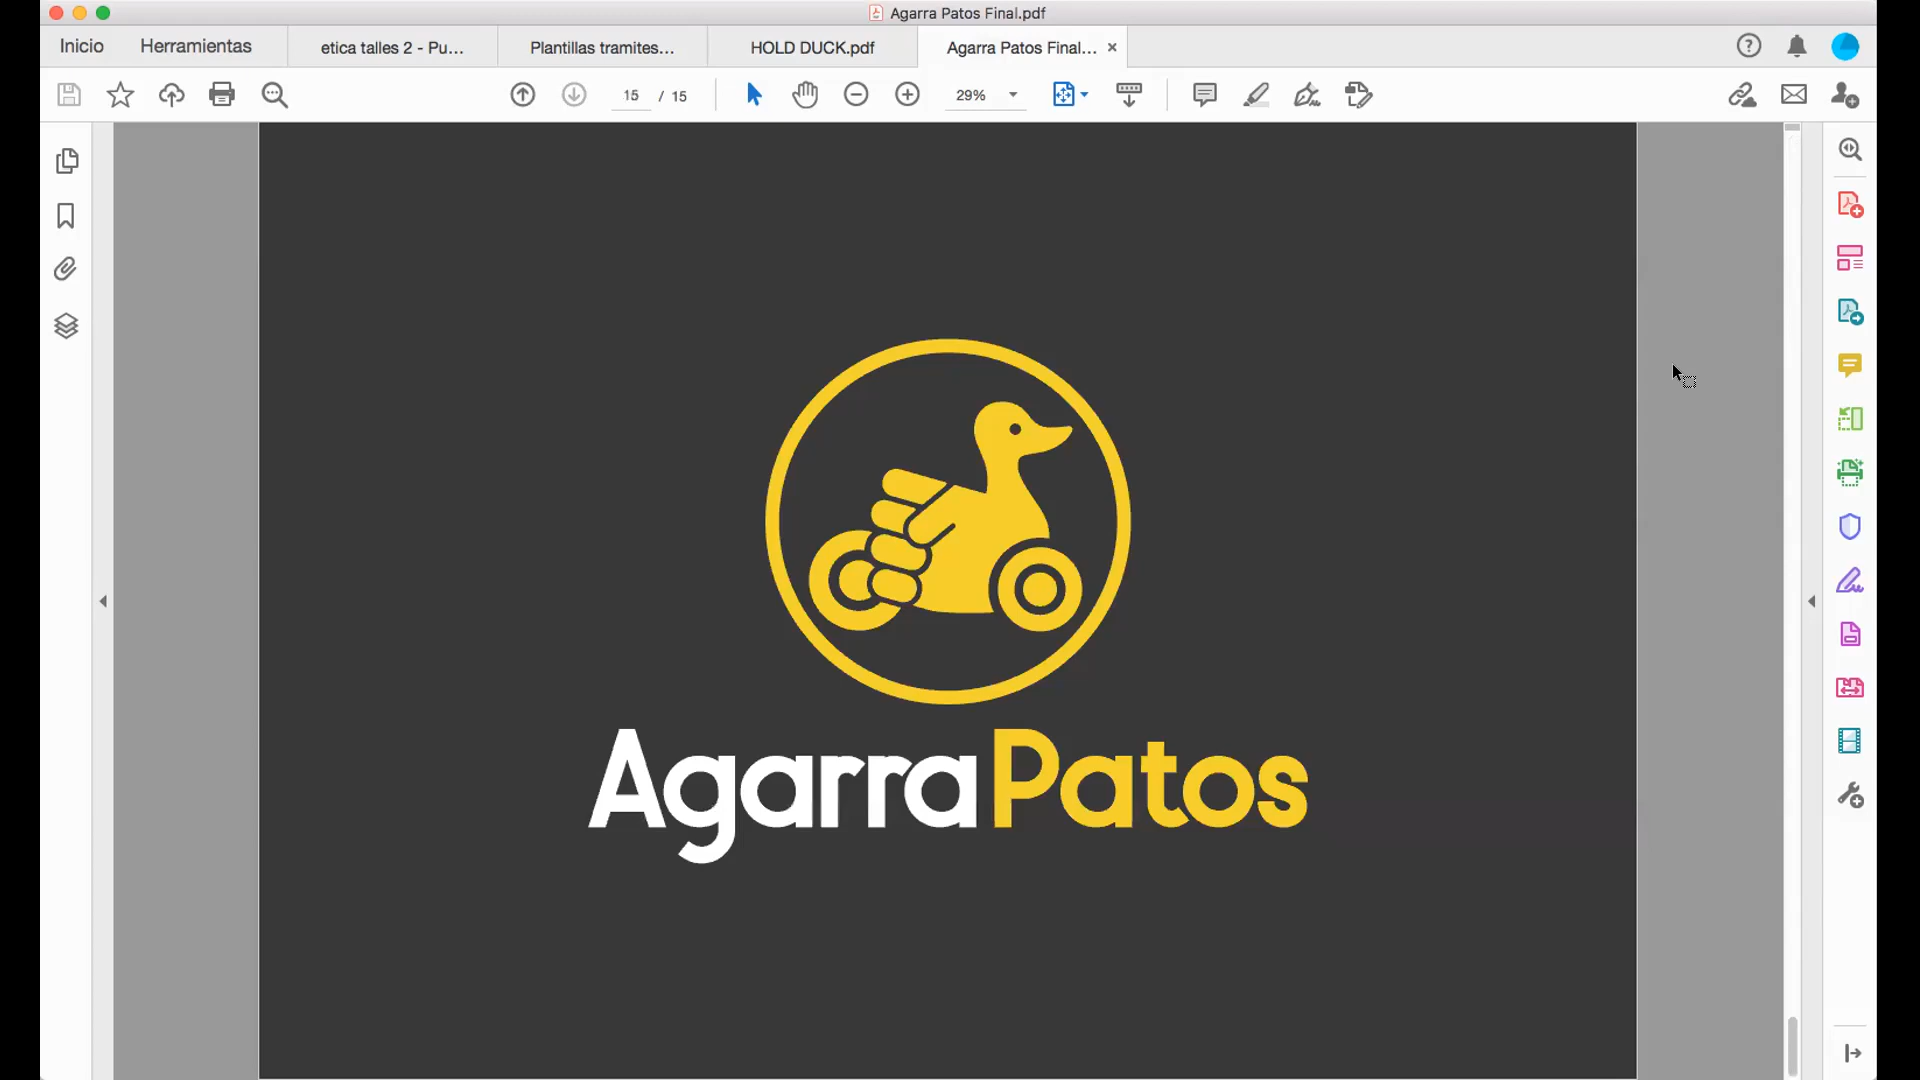 Agarra Patos Final.pdf
Inicio
Herramientas
etica talles 2 - Pu...
Plantillas tramites...
HOLD DUCK.pdf
Agarra Patos Final...
15 / 15
29%
AgarraPatos